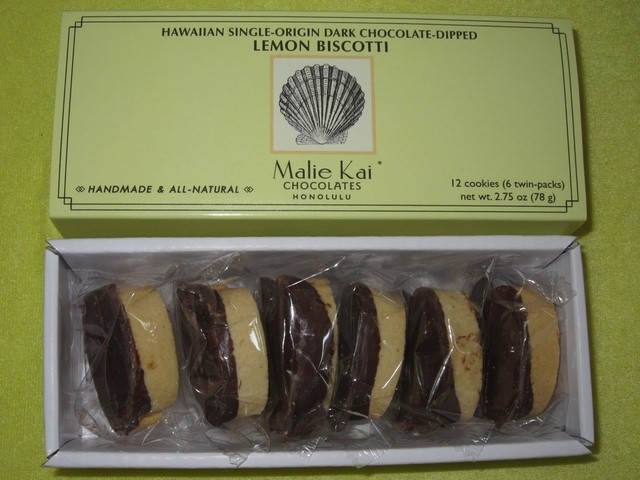 HAWAIIAN SINGLE-ORIGIN DARK CHOCOLATE-DIPPED
LEMON BISCOTTI
Malie Kai®
CHOCOLATES
HONOLULU
HANDMADE & ALL-NATURAL
12 cookies (6 twin-packs)
net wt. 2.75 oz (78 g)